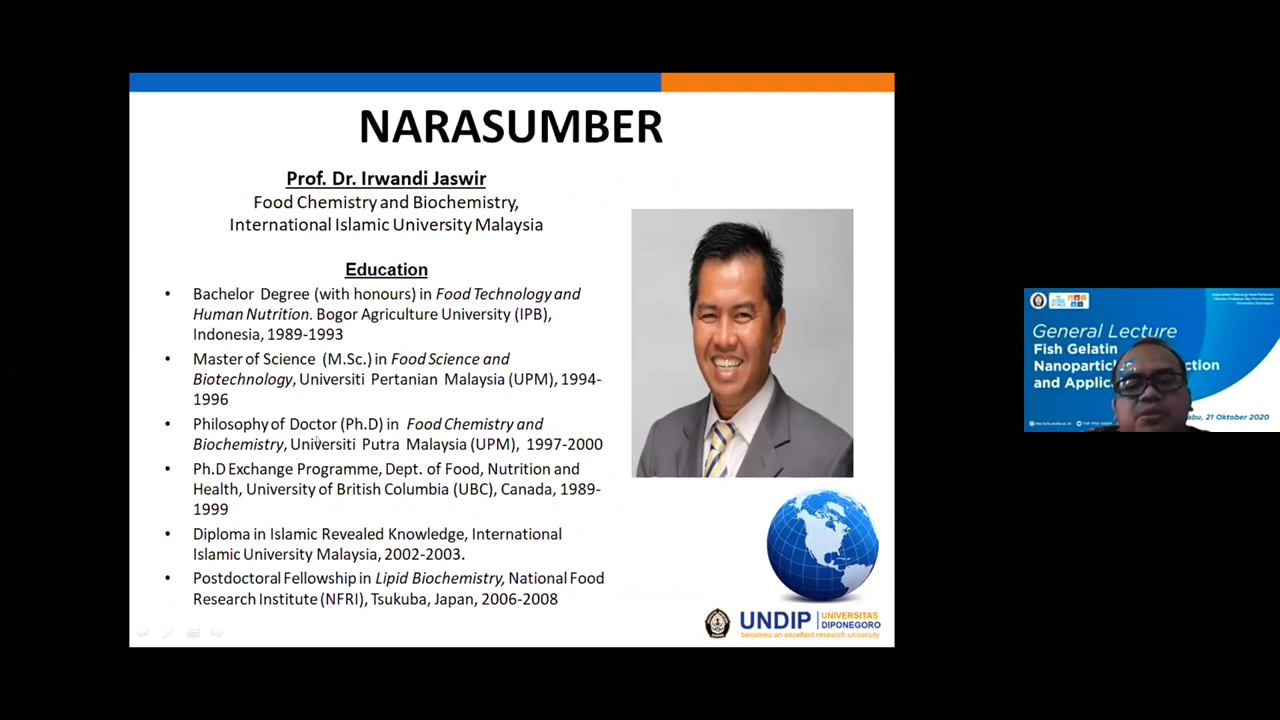 NARASUMBER
Prof. Dr. Irwandi Jaswir
Food Chemistry and Biochemistry,
International Islamic University Malaysia
Education
• Bachelor Degree (with honours) in Food Technology and
Human Nutrition. Bogor Agriculture University (IPB),
Indonesia, 1989-1993
• Master of Science (M.Sc.) in Food Science and
Biotechnology, Universiti Pertanian Malaysia (UPM), 1994-
1996
• Philosophy of Doctor (Ph.D) in Food Chemistry and
Biochemistry, Universiti Putra Malaysia (UPM), 1997-2000
• Ph.D Exchange Programme, Dept. of Food, Nutrition and
Health, University of British Columbia (UBC), Canada, 1989-
1999
• Diploma in Islamic Revealed Knowledge, International
Islamic University Malaysia, 2002-2003.
• Postdoctoral Fellowship in Lipid Biochemistry, National Food
Research Institute (NFRI), Tsukuba, Japan, 2006-2008
UNDIP
UNIVERSITAS
DIPONEGORO
becomes an excellent research university
General Lecture
Fish Gelatin
Nanoparticles
and Applic
21 Oktober 2020